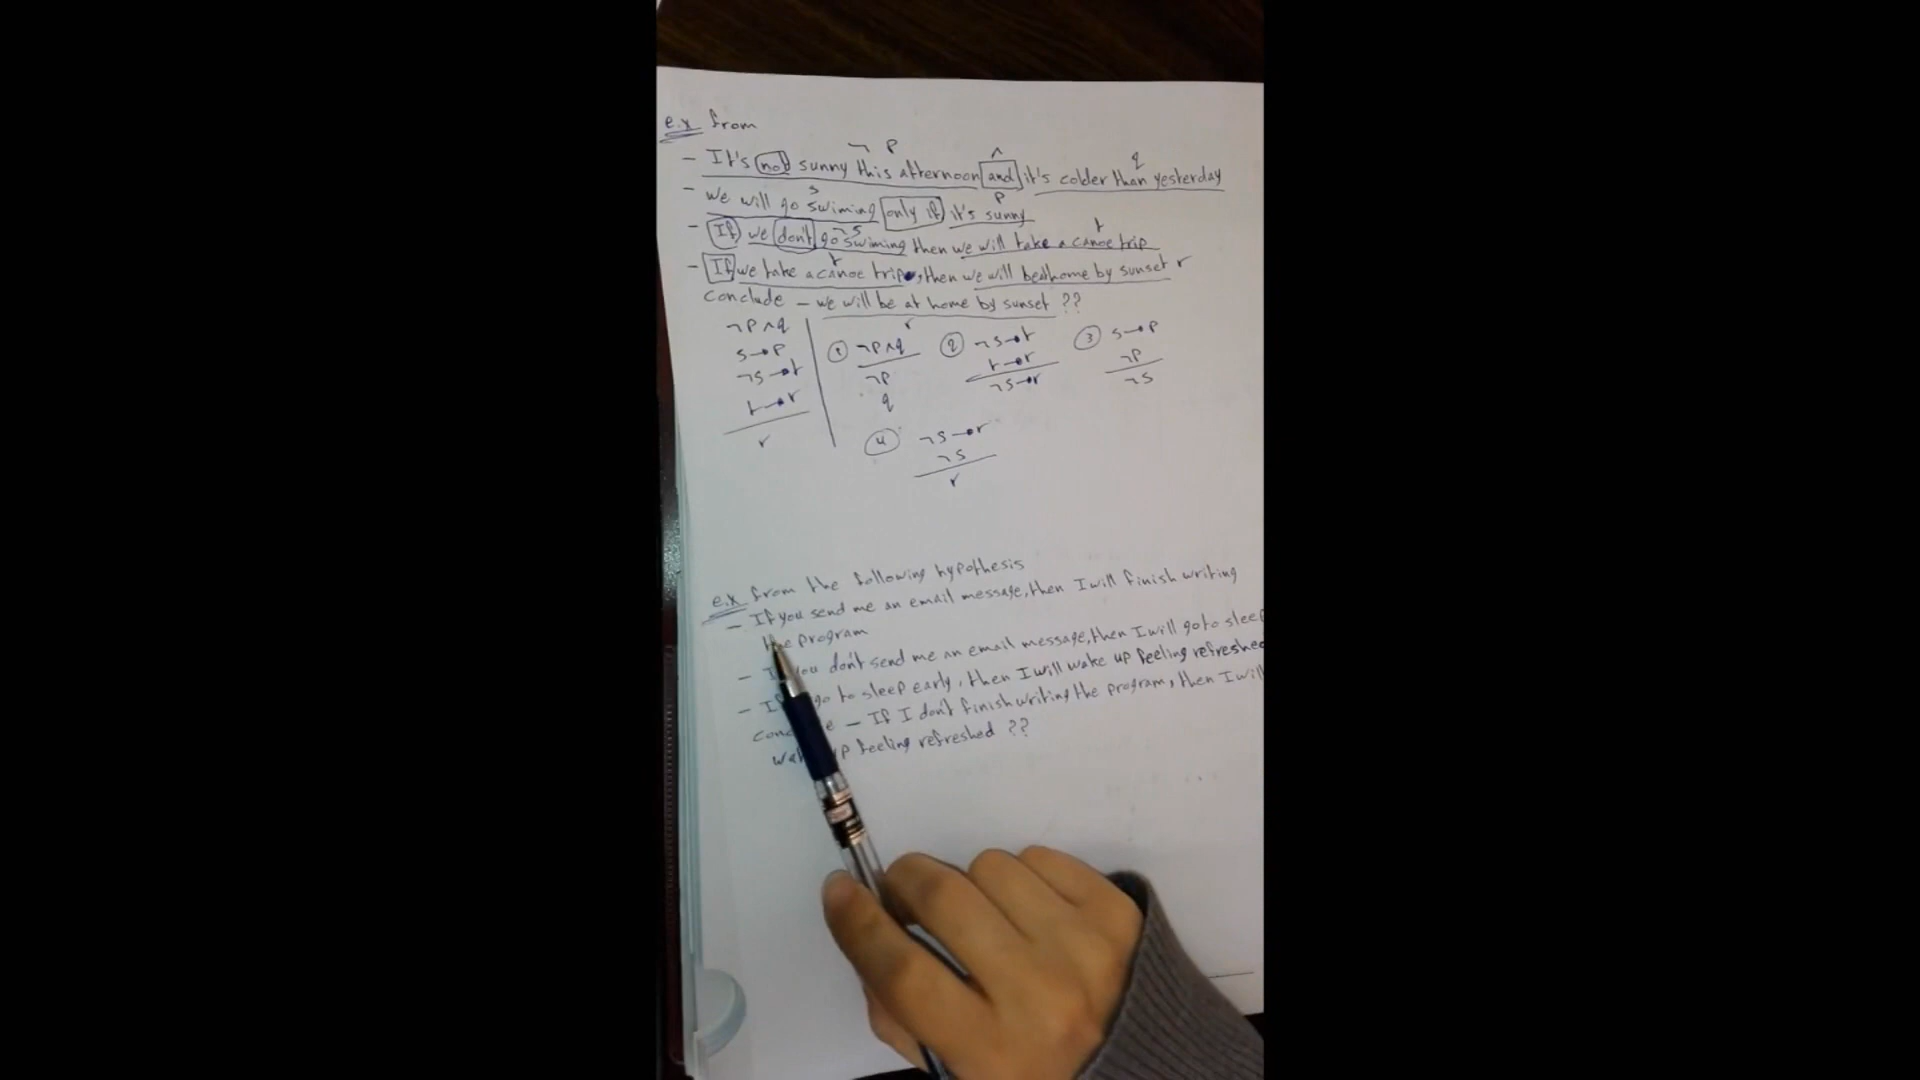 e.x from
¬ p ∧ q
- It's not sunny this afternoon and it's colder than yesterday
s p
- we will go swiming only if it's sunny
¬s t
- If we don't go swiming then we will take a canoe trip
t
- If we take a canoe trip, then we will be at home by sunset r
conclude - we will be at home by sunset ??
r
¬p∧q
s→p
¬s→t
t→r
r
① ¬p∧q
¬p
q
② ¬s→t
t→r
¬s→r
③ s→p
¬p
¬s
④ ¬s→r
¬s
r
e.x from the following hypothesis
- If you send me an email message, then I will finish writing
the program
- you don't send me an email message, then I will go to sleep
- go to sleep early, then I will wake up feeling refreshed
- If I don't finish writing the program, then I will
up feeling refreshed ??